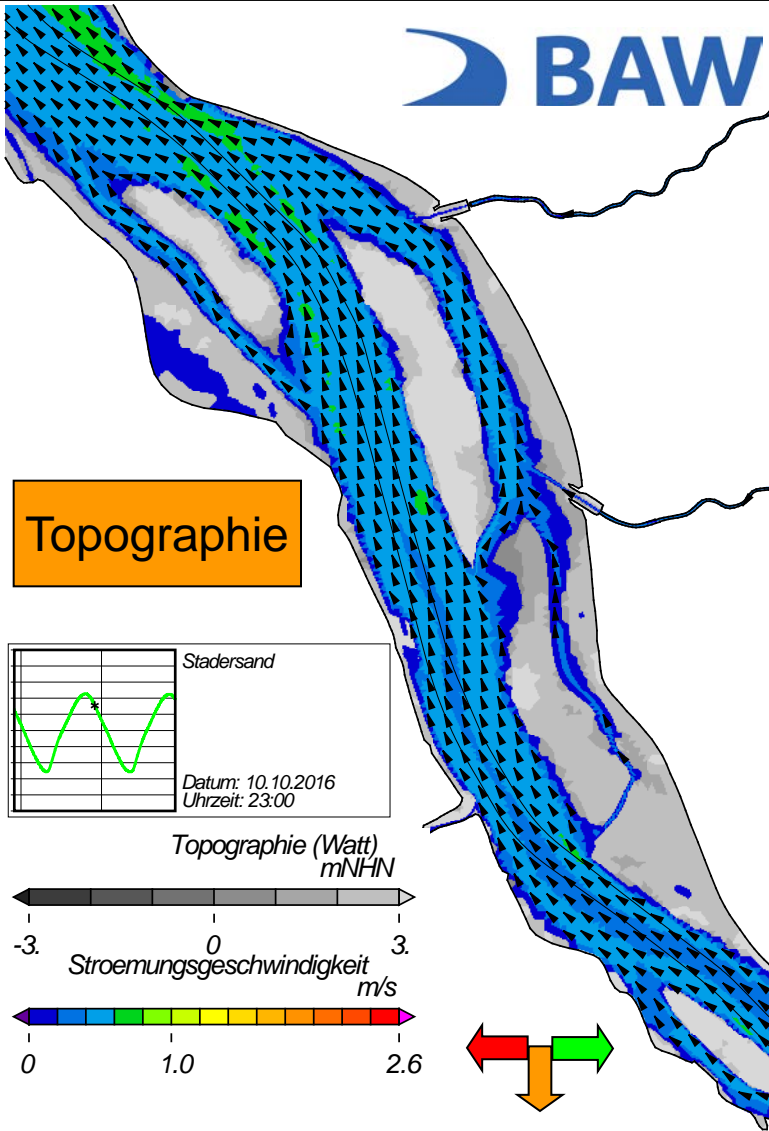 BAW
Topographie
Stadersand
Datum: 10.10.2016
Uhrzeit: 23:00
Topographie (Watt)
mNHN
-3. 0 3.
Stroemungsgeschwindigkeit
m/s
0 1.0 2.6